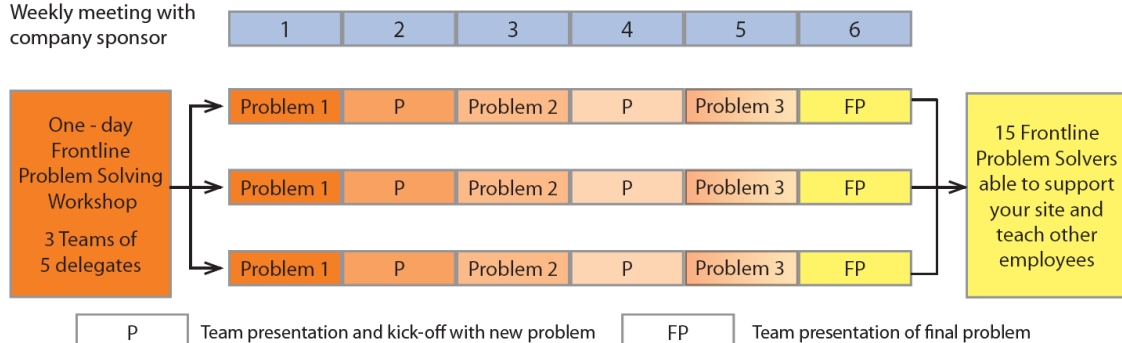 Weekly meeting with
company sponsor
1 2 3 4 5 6
One - day
Frontline
Problem Solving
Workshop
3 Teams of
5 delegates
Problem 1 P Problem 2 P Problem 3 FP
Problem 1 P Problem 2 P Problem 3 FP
Problem 1 P Problem 2 P Problem 3 FP
15 Frontline
Problem Solvers
able to support
your site and
teach other
employees
P Team presentation and kick-off with new problem FP Team presentation of final problem